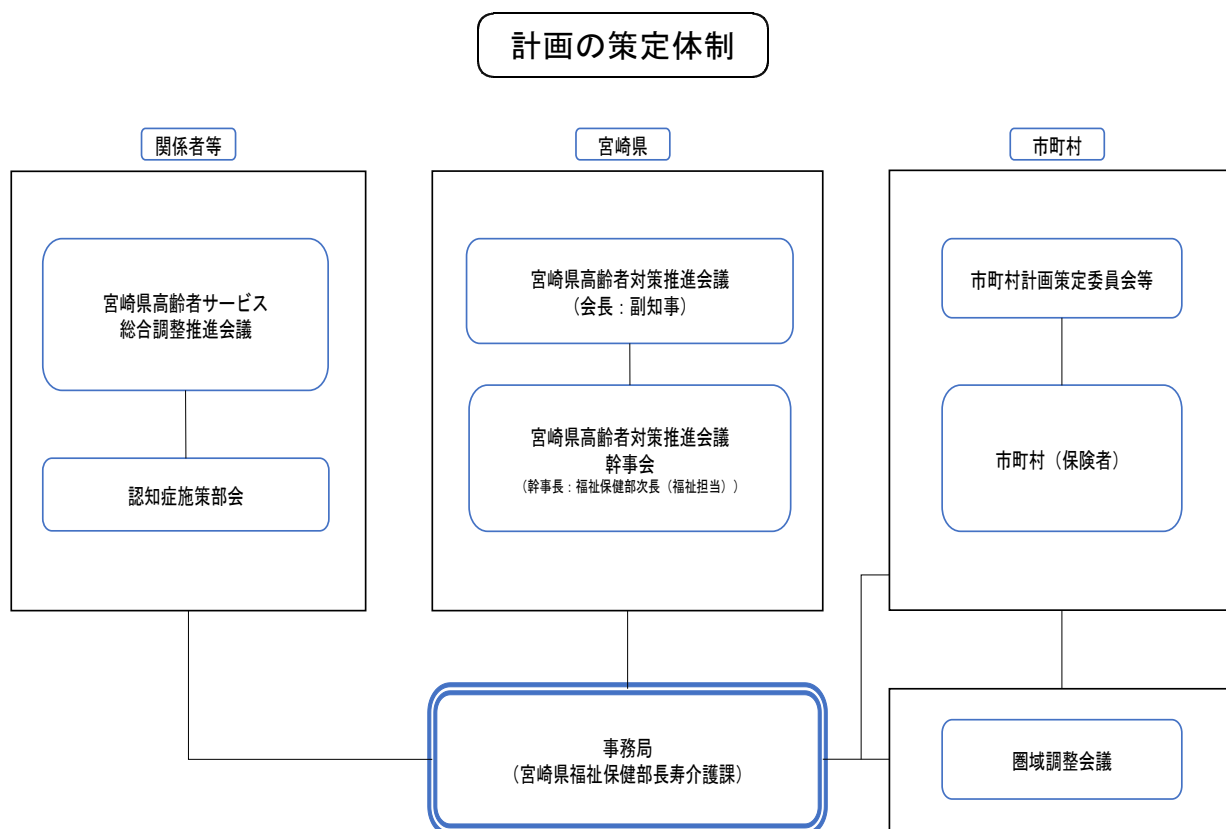 計画の策定体制
関係者等
宮崎県高齢者サービス
総合調整推進会議
認知症施策部会
宮崎県
宮崎県高齢者対策推進会議
（会長：副知事）
宮崎県高齢者対策推進会議
幹事会
（幹事長：福祉保健部次長（福祉担当））
市町村
市町村計画策定委員会等
市町村（保険者）
事務局
（宮崎県福祉保健部長寿介護課）
圏域調整会議